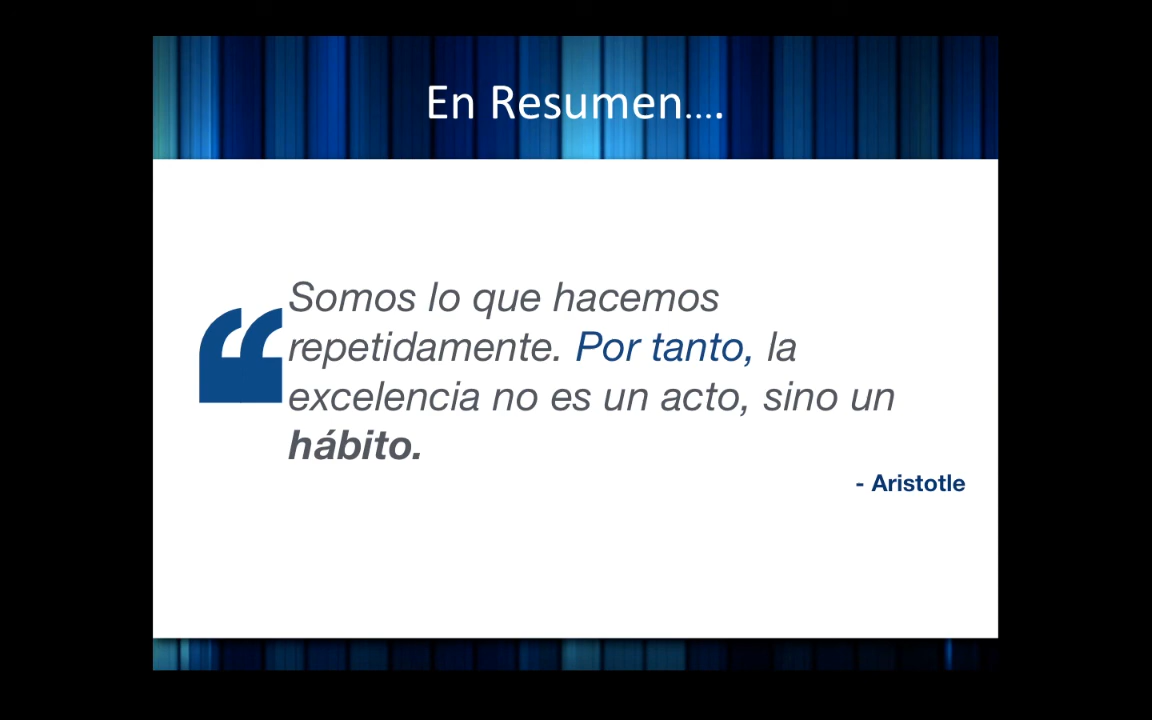 En Resumen....
Somos lo que hacemos
repetidamente. Por tanto, la
excelencia no es un acto, sino un
hábito.
- Aristotle